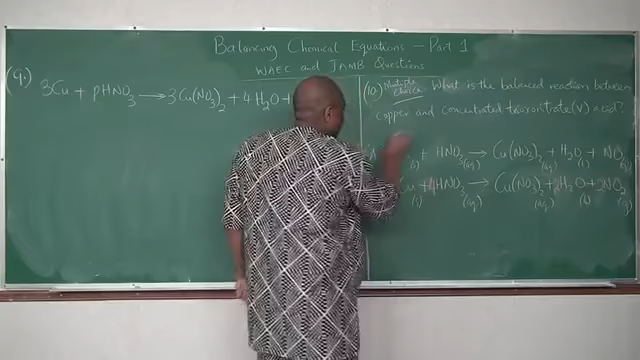 Balancing Chemical Equations - Part 1
WAEC and JAMB Questions
(9.)
3Cu + pHNO₃ → 3Cu(NO₃)₂ + 4H₂O +
(10.) Multiple choice What is the balanced reaction between
copper and concentrated trioxonitrate (V) acid?
+ HNO₃(aq) → Cu(NO₃)₂(aq) + H₂O(l) + NO₂(g)
Cu(s) + 4HNO₃(aq) → Cu(NO₃)₂(aq) + 2H₂O(l) + 2NO₂(g)